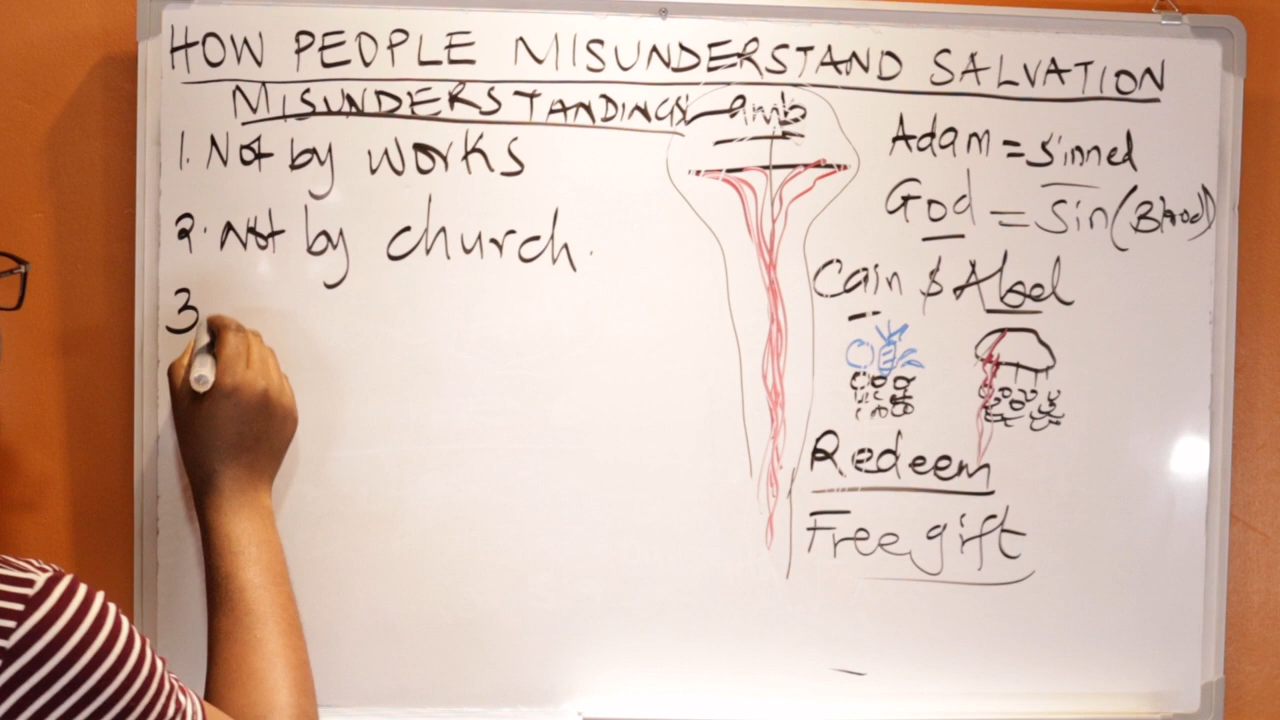 HOW PEOPLE MISUNDERSTAND SALVATION
MISUNDERSTANDINGS
1. Not by works
2. Not by church.
3
Adam = sinned
God = Sin (Blood)
Cain & Abel
Redeem
Free gift